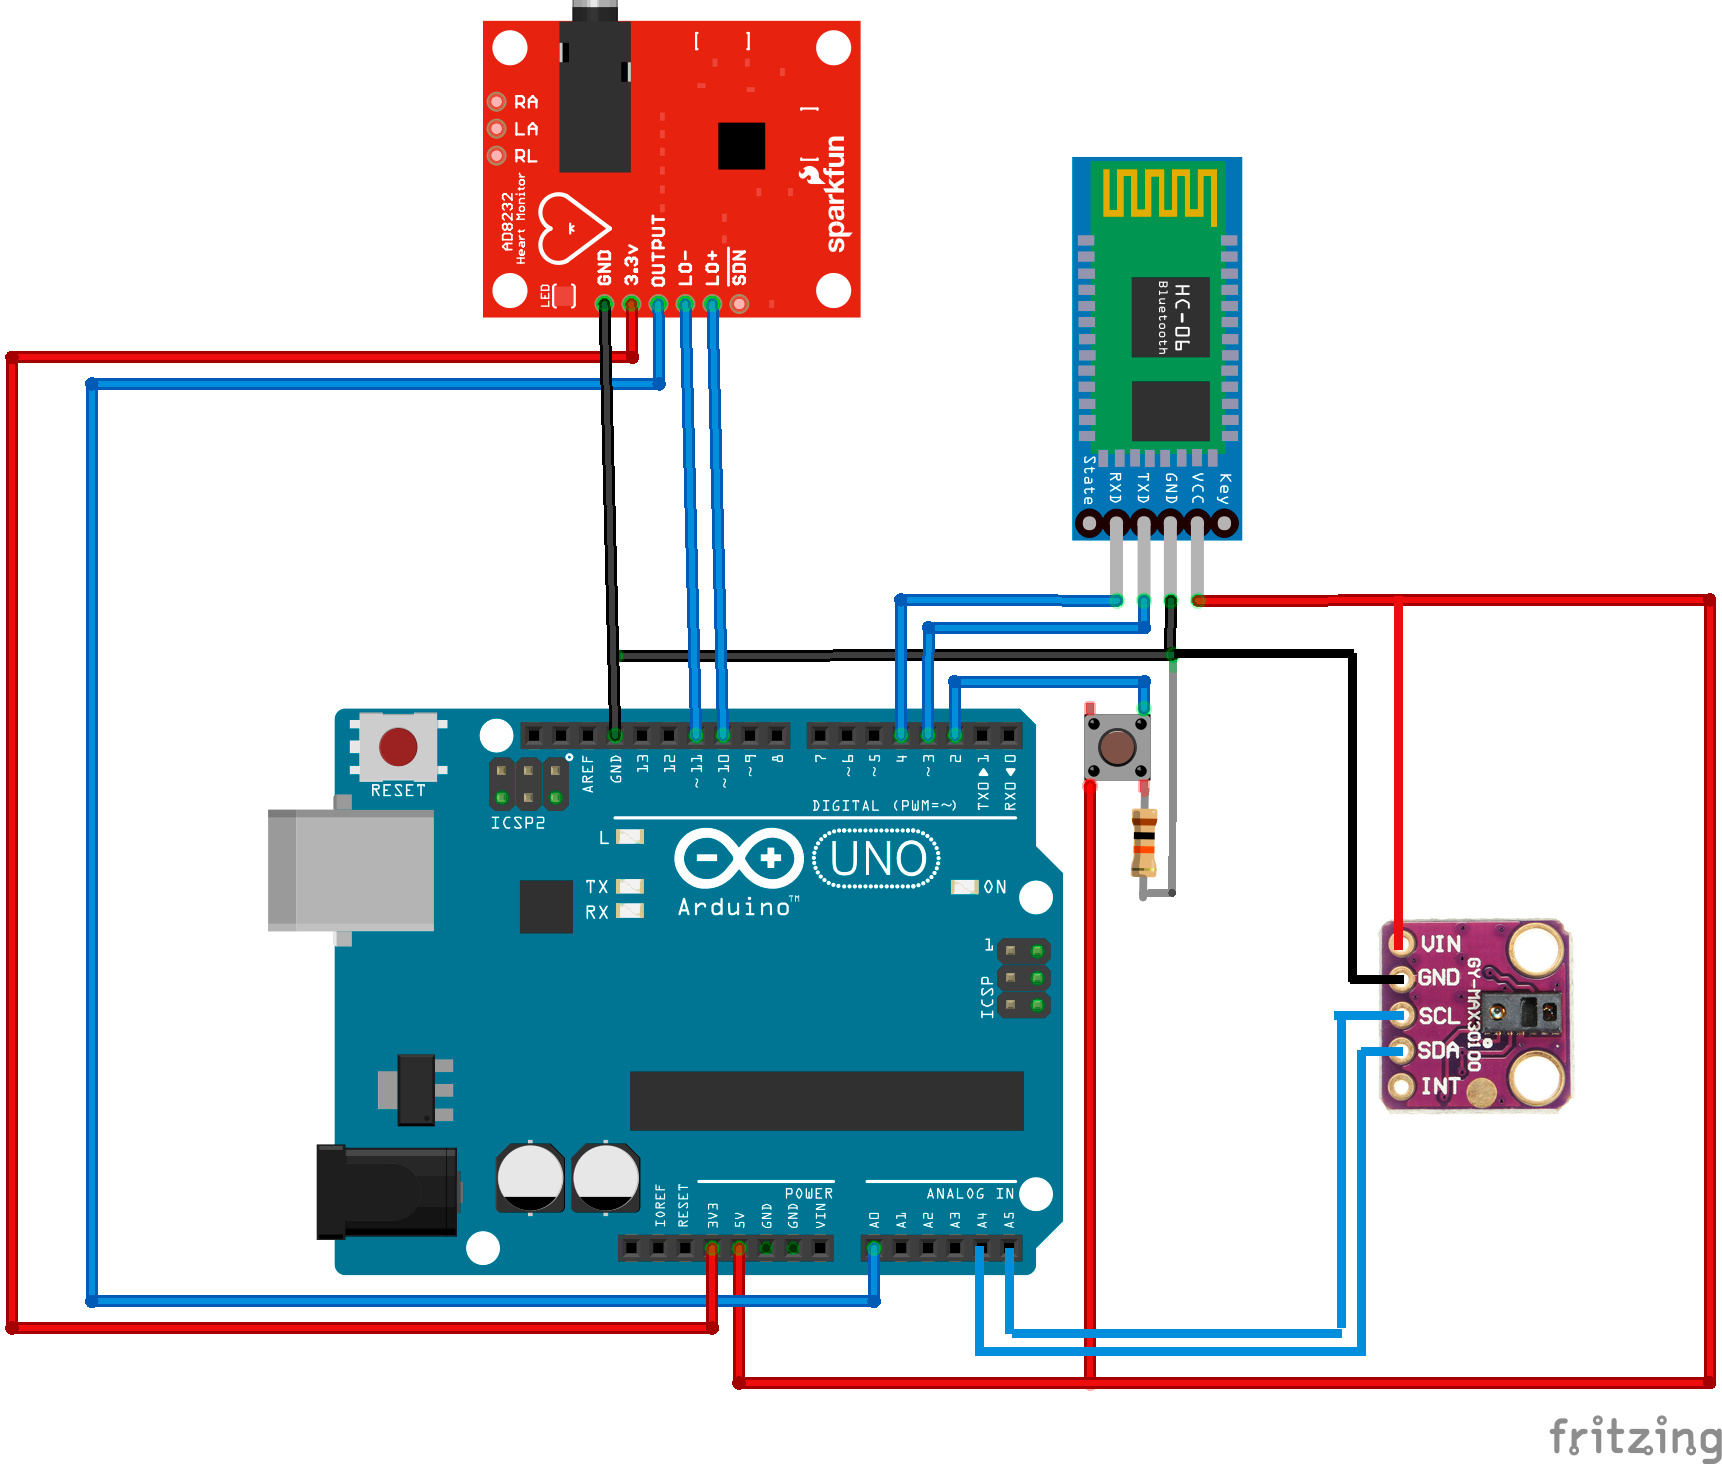 RA
LA
RL
AD8232
Heart Monitor
LED
GND
3.3v
OUTPUT
LO-
LO+
SDN
sparkfun
HC-06
Bluetooth
State
RXD
TXD
GND
VCC
Key
RESET
ICSP2
AREF
GND
13
12
~11
~10
~9
8
7
~6
~5
4
~3
2
TX0▶1
RX0◀0
DIGITAL (PWM=~)
L
TX
RX
Arduino™
UNO
ON
1
ICSP
IOREF
RESET
3V3
5V
GND
GND
VIN
POWER
ANALOG IN
A0
A1
A2
A3
A4
A5
VIN
GND
SCL
SDA
INT
GY-MAX30100
fritzing